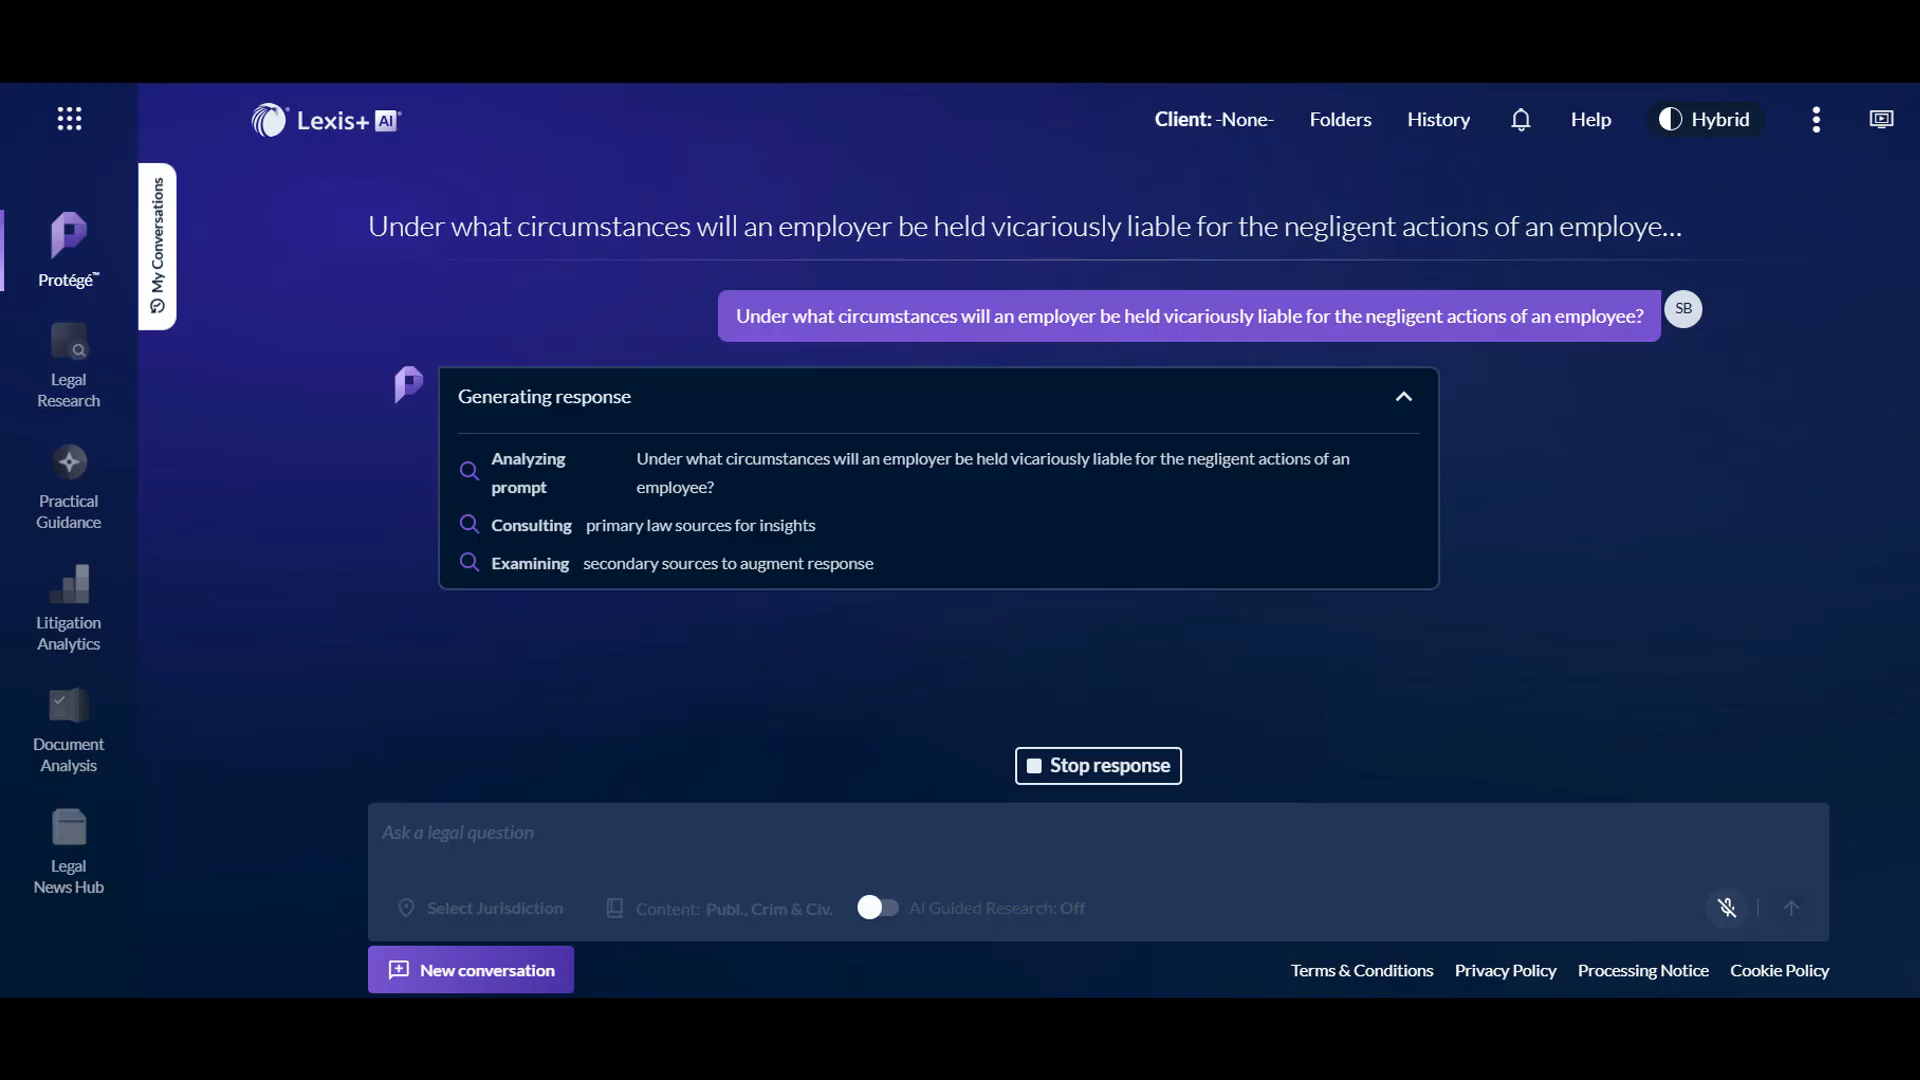 Lexis+ AI
Client: -None-
Folders
History
Help
Hybrid
My Conversations
Protégé™
Legal
Research
Practical
Guidance
Litigation
Analytics
Document
Analysis
Legal
News Hub
Under what circumstances will an employer be held vicariously liable for the negligent actions of an employe...
Under what circumstances will an employer be held vicariously liable for the negligent actions of an employee?
SB
Generating response
Analyzing
prompt
Under what circumstances will an employer be held vicariously liable for the negligent actions of an
employee?
Consulting primary law sources for insights
Examining secondary sources to augment response
Stop response
Ask a legal question
Select Jurisdiction
Content: Publ., Crim & Civ.
AI Guided Research: Off
New conversation
Terms & Conditions
Privacy Policy
Processing Notice
Cookie Policy